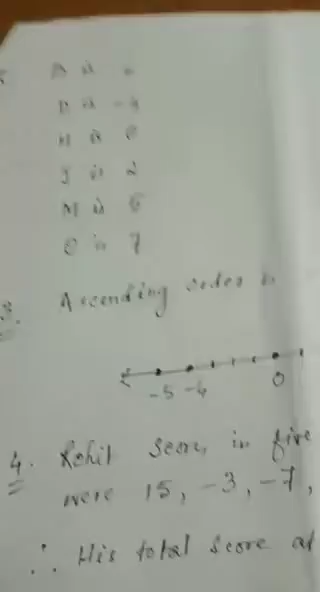 D is -4
H is 0
J is 2
M is 6
O is 7
3. Ascending order is
-5 -4 0
4. Rohit score, in five
were 15, -3, -7,
∴ His total score at